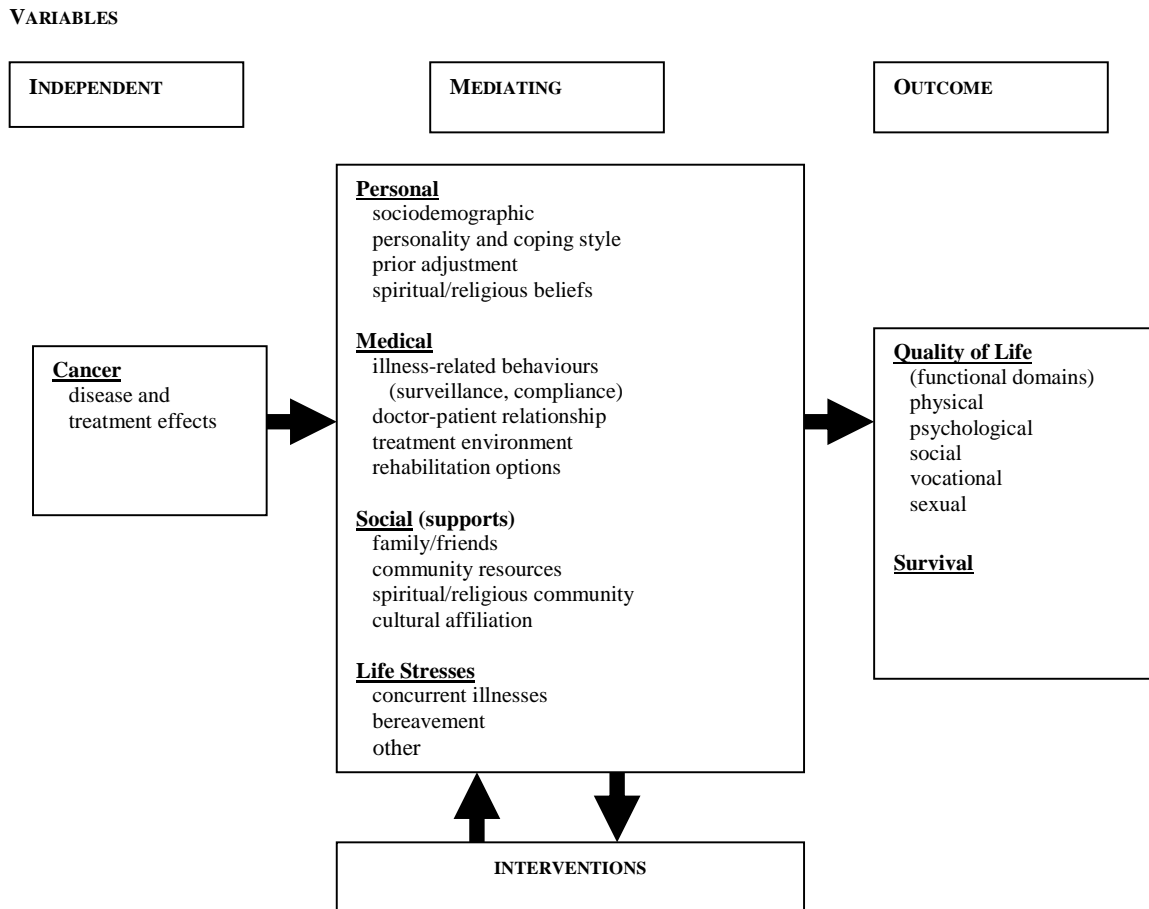 VARIABLES
INDEPENDENT
MEDIATING
OUTCOME
Cancer
disease and
treatment effects
Personal
sociodemographic
personality and coping style
prior adjustment
spiritual/religious beliefs
Medical
illness-related behaviours
(surveillance, compliance)
doctor-patient relationship
treatment environment
rehabilitation options
Social (supports)
family/friends
community resources
spiritual/religious community
cultural affiliation
Life Stresses
concurrent illnesses
bereavement
other
Quality of Life
(functional domains)
physical
psychological
social
vocational
sexual
Survival
INTERVENTIONS